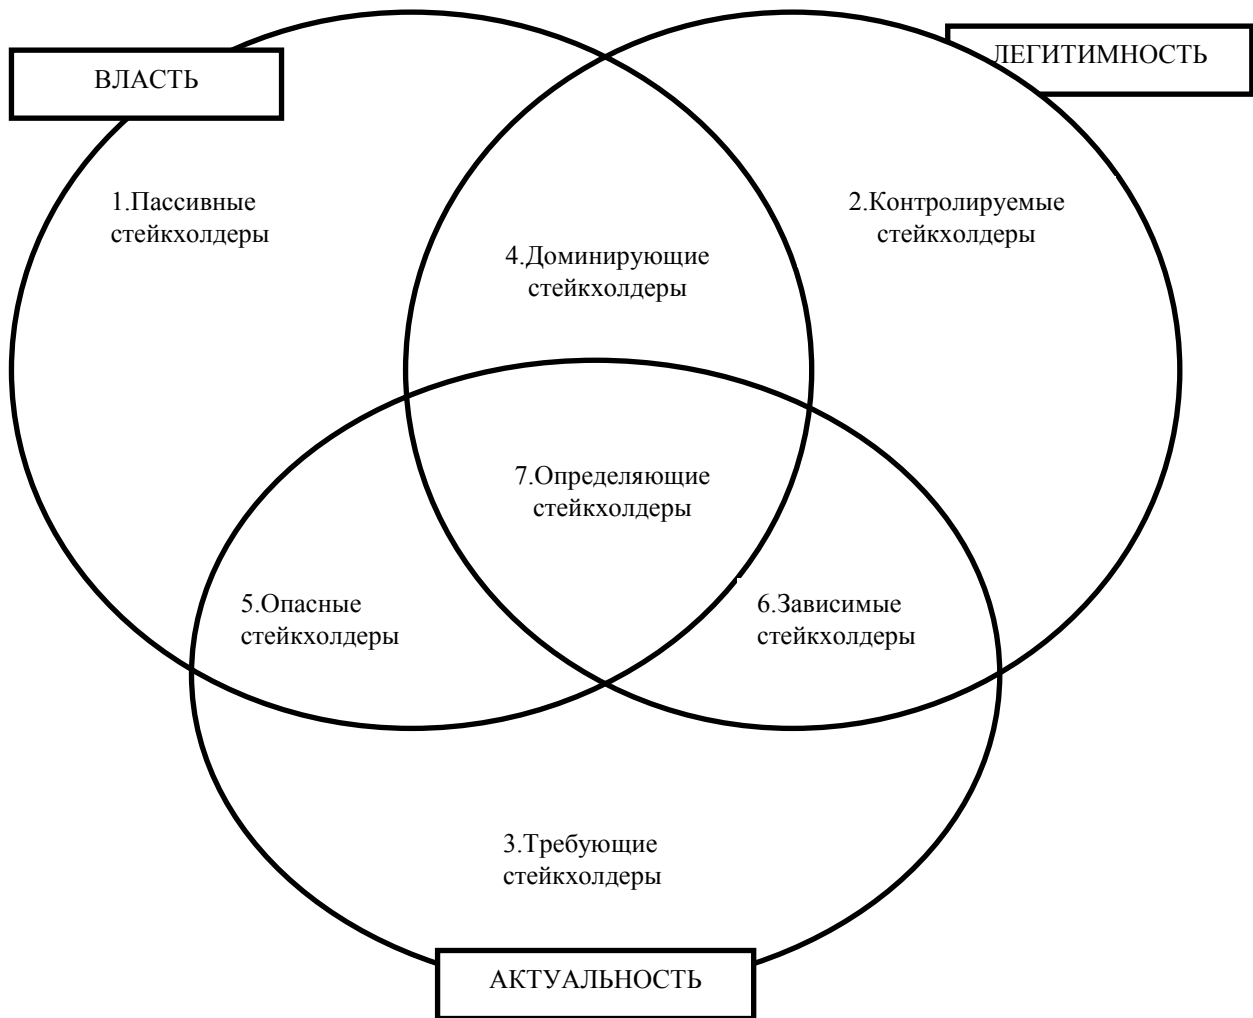 ВЛАСТЬ
ЛЕГИТИМНОСТЬ
1.Пассивные
стейкхолдеры
2.Контролируемые
стейкхолдеры
4.Доминирующие
стейкхолдеры
7.Определяющие
стейкхолдеры
5.Опасные
стейкхолдеры
6.Зависимые
стейкхолдеры
3.Требующие
стейкхолдеры
АКТУАЛЬНОСТЬ